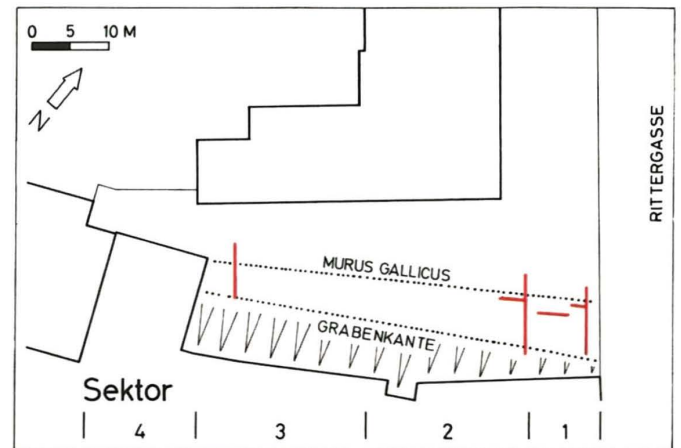 0 5 10 M
N
RITTERGASSE
MURUS GALLICUS
GRABENKANTE
Sektor
4 3 2 1